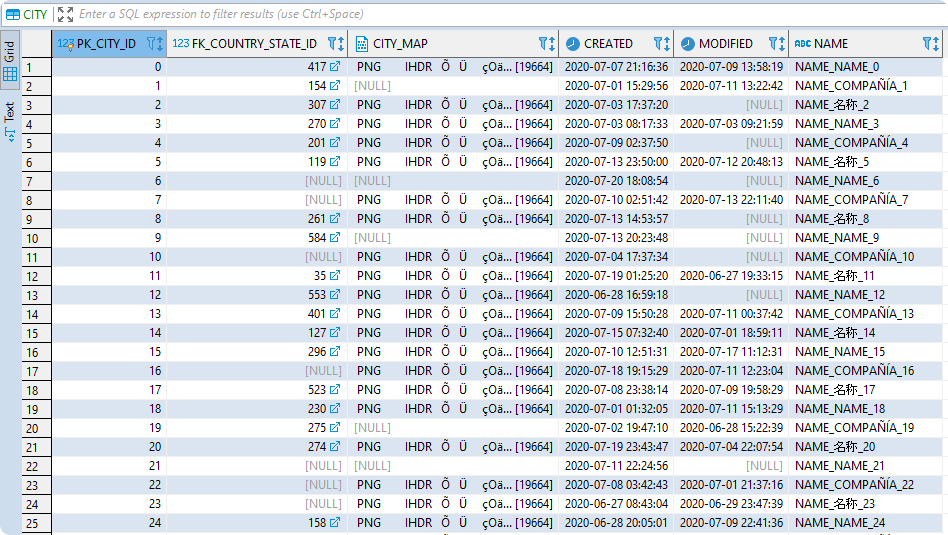 CITY Enter a SQL expression to filter results (use Ctrl+Space)
Grid
Text
123 PK_CITY_ID 123 FK_COUNTRY_STATE_ID CITY_MAP CREATED MODIFIED ABC NAME
1 0 417 PNG IHDR Õ Ü çOä... [19664] 2020-07-07 21:16:36 2020-07-09 13:58:19 NAME_NAME_0
2 1 154 [NULL] 2020-07-01 15:29:56 2020-07-11 13:22:42 NAME_COMPAÑÍA_1
3 2 307 PNG IHDR Õ Ü çOä... [19664] 2020-07-03 17:37:20 [NULL] NAME_名称_2
4 3 270 PNG IHDR Õ Ü çOä... [19664] 2020-07-03 08:17:33 2020-07-03 09:21:59 NAME_NAME_3
5 4 201 PNG IHDR Õ Ü çOä... [19664] 2020-07-09 02:37:50 [NULL] NAME_COMPAÑÍA_4
6 5 119 PNG IHDR Õ Ü çOä... [19664] 2020-07-13 23:50:00 2020-07-12 20:48:13 NAME_名称_5
7 6 [NULL] [NULL] 2020-07-20 18:08:54 [NULL] NAME_NAME_6
8 7 [NULL] PNG IHDR Õ Ü çOä... [19664] 2020-07-10 02:51:42 2020-07-13 22:11:40 NAME_COMPAÑÍA_7
9 8 261 PNG IHDR Õ Ü çOä... [19664] 2020-07-13 14:53:57 [NULL] NAME_名称_8
10 9 584 [NULL] 2020-07-13 20:23:48 [NULL] NAME_NAME_9
11 10 [NULL] PNG IHDR Õ Ü çOä... [19664] 2020-07-04 17:37:34 [NULL] NAME_COMPAÑÍA_10
12 11 35 PNG IHDR Õ Ü çOä... [19664] 2020-07-19 01:25:20 2020-06-27 19:33:15 NAME_名称_11
13 12 553 PNG IHDR Õ Ü çOä... [19664] 2020-06-28 16:59:18 [NULL] NAME_NAME_12
14 13 401 PNG IHDR Õ Ü çOä... [19664] 2020-07-09 15:50:28 2020-07-11 00:37:42 NAME_COMPAÑÍA_13
15 14 127 PNG IHDR Õ Ü çOä... [19664] 2020-07-15 07:32:40 2020-07-01 18:59:11 NAME_名称_14
16 15 296 PNG IHDR Õ Ü çOä... [19664] 2020-07-10 12:51:31 2020-07-17 11:12:31 NAME_NAME_15
17 16 [NULL] PNG IHDR Õ Ü çOä... [19664] 2020-07-18 19:15:29 2020-07-11 12:23:04 NAME_COMPAÑÍA_16
18 17 523 PNG IHDR Õ Ü çOä... [19664] 2020-07-08 23:38:14 2020-07-09 19:58:29 NAME_名称_17
19 18 230 PNG IHDR Õ Ü çOä... [19664] 2020-07-01 01:32:05 2020-07-11 15:13:29 NAME_NAME_18
20 19 275 [NULL] 2020-07-02 19:47:10 2020-06-28 15:22:39 NAME_COMPAÑÍA_19
21 20 274 PNG IHDR Õ Ü çOä... [19664] 2020-07-19 23:43:47 2020-07-04 22:07:54 NAME_名称_20
22 21 [NULL] [NULL] 2020-07-11 22:24:56 [NULL] NAME_NAME_21
23 22 [NULL] PNG IHDR Õ Ü çOä... [19664] 2020-07-08 03:42:43 2020-07-01 21:37:16 NAME_COMPAÑÍA_22
24 23 [NULL] PNG IHDR Õ Ü çOä... [19664] 2020-06-27 08:43:04 2020-06-29 23:47:39 NAME_名称_23
25 24 158 PNG IHDR Õ Ü çOä... [19664] 2020-06-28 20:05:01 2020-07-09 22:41:36 NAME_NAME_24